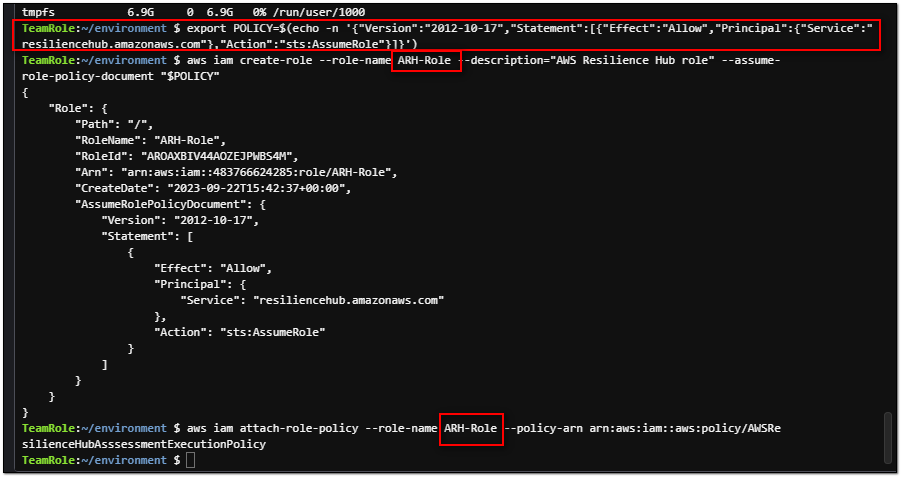 tmpfs 6.9G 0 6.9G 0% /run/user/1000
TeamRole:~/environment $ export POLICY=$(echo -n '{"Version":"2012-10-17","Statement":[{"Effect":"Allow","Principal":{"Service":"
resiliencehub.amazonaws.com"},"Action":"sts:AssumeRole"}]}')
TeamRole:~/environment $ aws iam create-role --role-name ARH-Role --description="AWS Resilience Hub role" --assume-
role-policy-document "$POLICY"
{
    "Role": {
        "Path": "/",
        "RoleName": "ARH-Role",
        "RoleId": "AROAXBIV44AOZEJPWBS4M",
        "Arn": "arn:aws:iam::483766624285:role/ARH-Role",
        "CreateDate": "2023-09-22T15:42:37+00:00",
        "AssumeRolePolicyDocument": {
            "Version": "2012-10-17",
            "Statement": [
                {
                    "Effect": "Allow",
                    "Principal": {
                        "Service": "resiliencehub.amazonaws.com"
                    },
                    "Action": "sts:AssumeRole"
                }
            ]
        }
    }
}
TeamRole:~/environment $ aws iam attach-role-policy --role-name ARH-Role --policy-arn arn:aws:iam::aws:policy/AWSRe
silienceHubAsssessmentExecutionPolicy
TeamRole:~/environment $